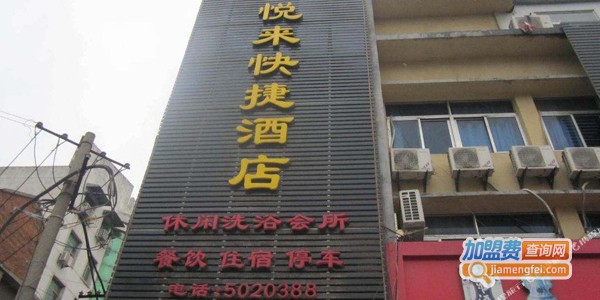 悦来快捷酒店
休闲洗浴会所
餐饮 住宿 停车
电话:5020388
加盟费查询网
jiamengfei.com